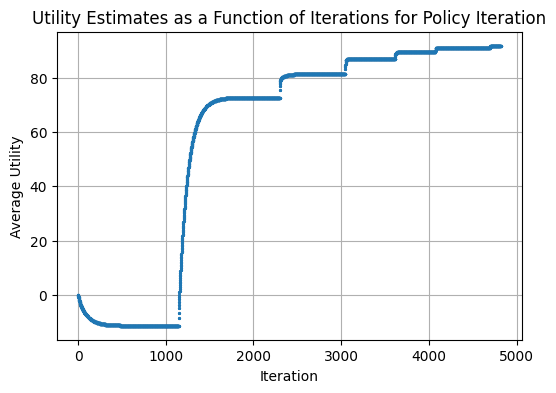 Utility Estimates as a Function of Iterations for Policy Iteration
Average Utility
80
60
40
20
0
0 1000 2000 3000 4000 5000
Iteration